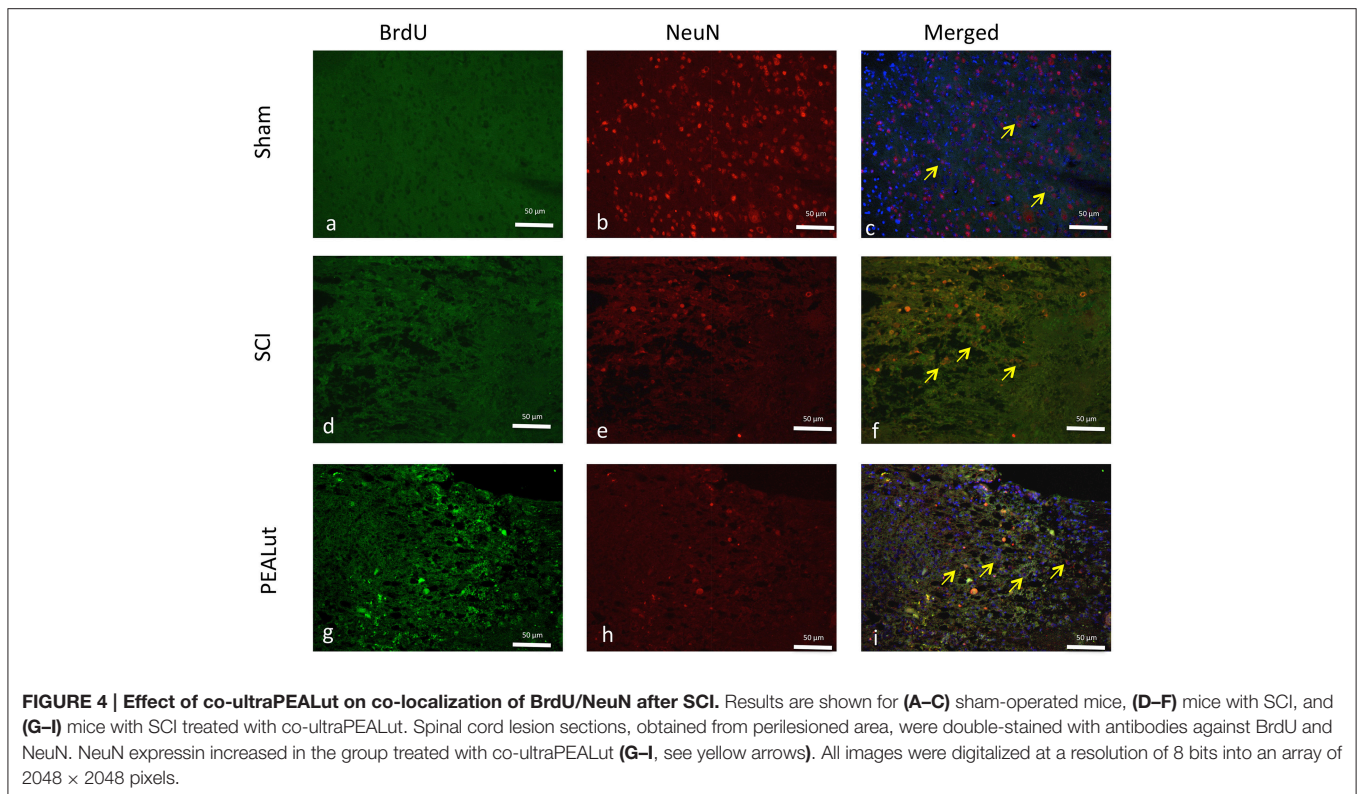 BrdU NeuN Merged
Sham
50 µm 50 µm 50 µm
a b c
SCI
50 µm 50 µm 50 µm
d e f
PEALut
50 µm 50 µm 50 µm
g h i
FIGURE 4 | Effect of co-ultraPEALut on co-localization of BrdU/NeuN after SCI. Results are shown for (A–C) sham-operated mice, (D–F) mice with SCI, and
(G–I) mice with SCI treated with co-ultraPEALut. Spinal cord lesion sections, obtained from perilesioned area, were double-stained with antibodies against BrdU and
NeuN. NeuN expressin increased in the group treated with co-ultraPEALut (G–I, see yellow arrows). All images were digitalized at a resolution of 8 bits into an array of
2048 × 2048 pixels.